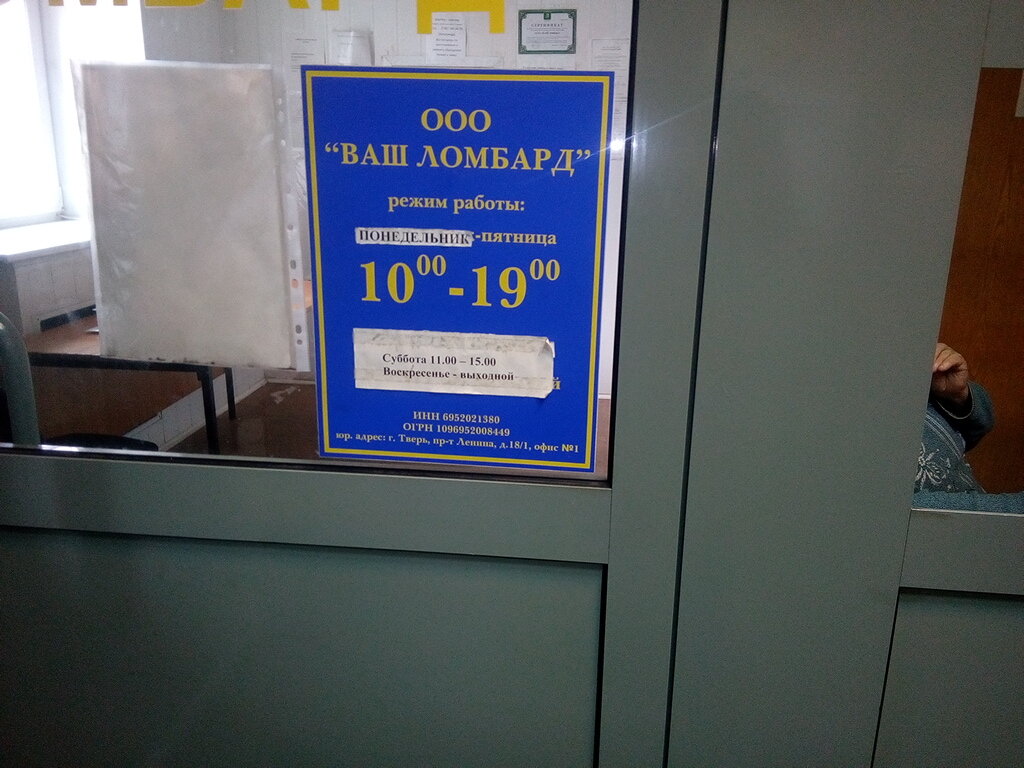 СЕРТИФИКАТ
ООО
“ВАШ ЛОМБАРД”
режим работы:
ПОНЕДЕЛЬНИК -пятница
10⁰⁰-19⁰⁰
Суббота 11.00 – 15.00
Воскресенье - выходной
й
ИНН 6952021380
ОГРН 1096952008449
юр. адрес: г. Тверь, пр-т Ленина, д.18/1, офис №1